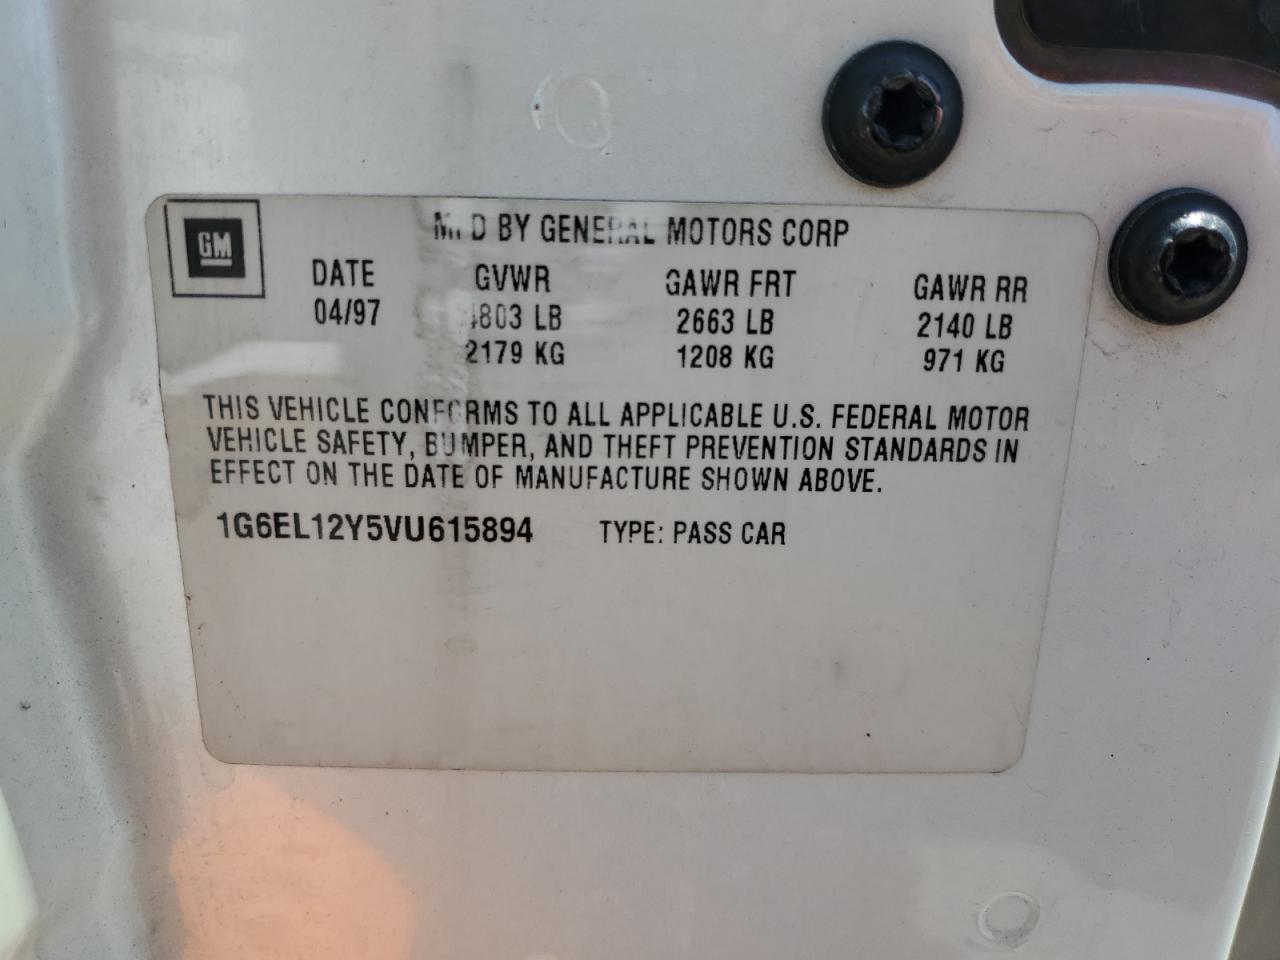 GM
MFD BY GENERAL MOTORS CORP
DATE GVWR GAWR FRT GAWR RR
04/97 4803 LB 2663 LB 2140 LB
2179 KG 1208 KG 971 KG
THIS VEHICLE CONFORMS TO ALL APPLICABLE U.S. FEDERAL MOTOR
VEHICLE SAFETY, BUMPER, AND THEFT PREVENTION STANDARDS IN
EFFECT ON THE DATE OF MANUFACTURE SHOWN ABOVE.
1G6EL12Y5VU615894 TYPE: PASS CAR